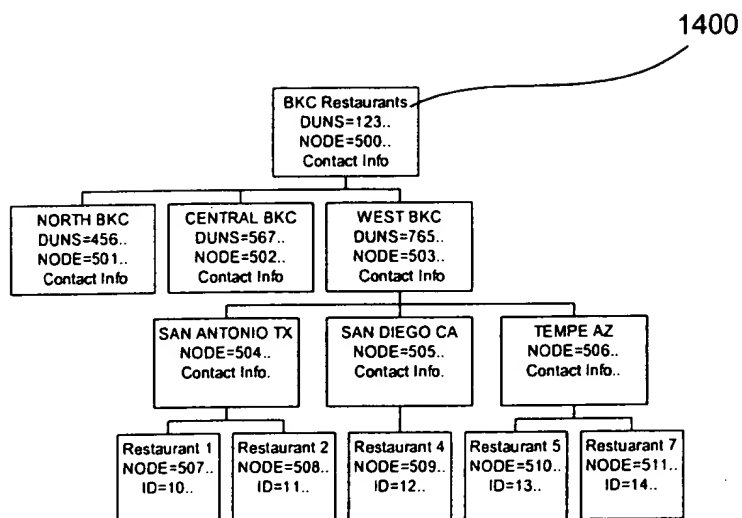 1400
BKC Restaurants
DUNS=123..
NODE=500..
Contact Info
NORTH BKC
DUNS=456..
NODE=501..
Contact Info
CENTRAL BKC
DUNS=567..
NODE=502..
Contact Info
WEST BKC
DUNS=765..
NODE=503..
Contact Info
SAN ANTONIO TX
NODE=504..
Contact Info.
SAN DIEGO CA
NODE=505..
Contact Info.
TEMPE AZ
NODE=506..
Contact Info..
Restaurant 1
NODE=507..
ID=10..
Restaurant 2
NODE=508..
ID=11..
Restaurant 4
NODE=509..
ID=12..
Restaurant 5
NODE=510..
ID=13..
Restuarant 7
NODE=511..
ID=14..